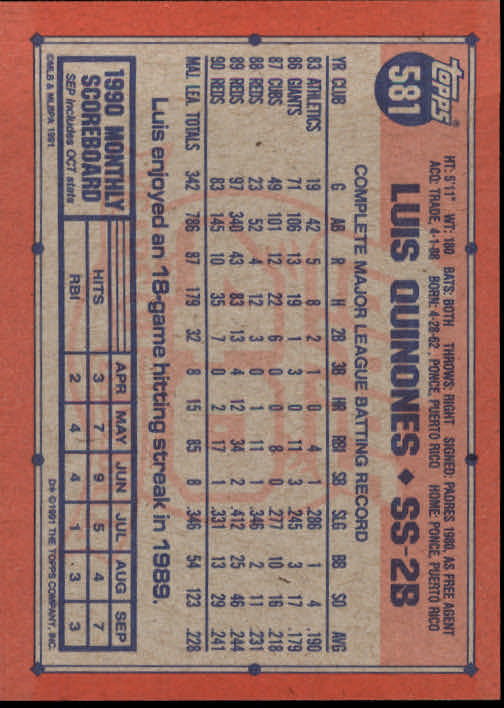 topps®
581
HT: 5'11" WT: 180 BATS: BOTH THROWS: RIGHT SIGNED: PADRES 1980, AS FREE AGENT
ACQ: TRADE 4-1-88 BORN: 4-28-62, PONCE, PUERTO RICO HOME: PONCE, PUERTO RICO
LUIS QUINONES ◆ SS-2B
COMPLETE MAJOR LEAGUE BATTING RECORD
YR CLUB G AB R H 2B 3B HR RBI SB SLG BB SO AVG
83 ATHLETICS 19 42 5 8 2 1 0 4 1 .286 1 4 .190
86 GIANTS 71 106 13 19 1 3 0 11 3 .245 3 17 .179
87 CUBS 49 101 12 22 6 0 0 8 0 .277 10 16 .218
88 REDS 23 52 4 12 3 0 1 11 1 .346 2 11 .231
89 REDS 97 340 43 83 13 4 12 34 2 .412 25 46 .244
90 REDS 83 145 10 35 7 0 2 17 1 .331 13 29 .241
MAJ. LEA. TOTALS 342 786 87 179 32 8 15 85 8 .346 54 123 .228
Luis enjoyed an 18-game hitting streak in 1989.
1990 MONTHLY
SCOREBOARD
SEP includes OCT stats
APR MAY JUN JUL AUG SEP
HITS 3 7 9 5 4 7
RBI 2 4 4 1 3 3
©MLB & MLBPA 1991 D* ©1991 THE TOPPS COMPANY, INC.